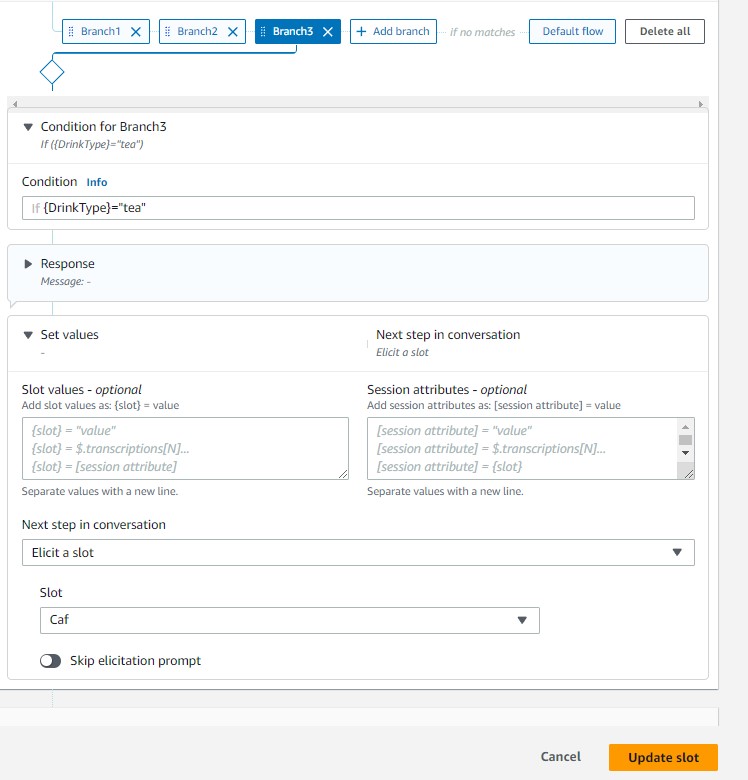 Branch1 Branch2 Branch3 Add branch if no matches Default flow Delete all
Condition for Branch3
If ({DrinkType}="tea")
Condition Info
If {DrinkType}="tea"
Response
Message: -
Set values
-
Next step in conversation
Elicit a slot
Slot values - optional
Add slot values as: {slot} = value
{slot} = "value"
{slot} = $.transcriptions[N]...
{slot} = [session attribute]
Separate values with a new line.
Session attributes - optional
Add session attributes as: [session attribute] = value
[session attribute] = "value"
[session attribute] = $.transcriptions[N]...
[session attribute] = {slot}
Separate values with a new line.
Next step in conversation
Elicit a slot
Slot
Caf
Skip elicitation prompt
Cancel Update slot